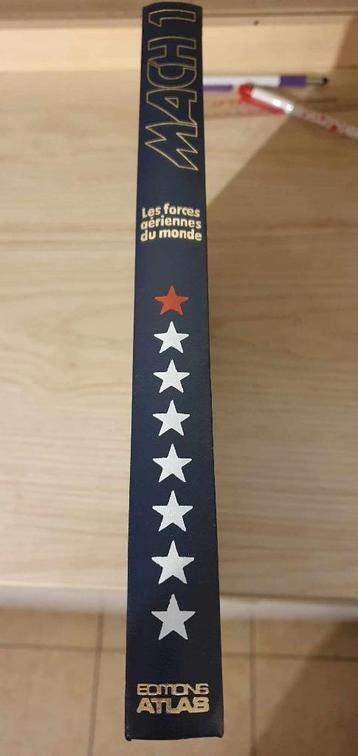 MACH 1
Les forces
aériennes
du monde
EDITIONS
ATLAS